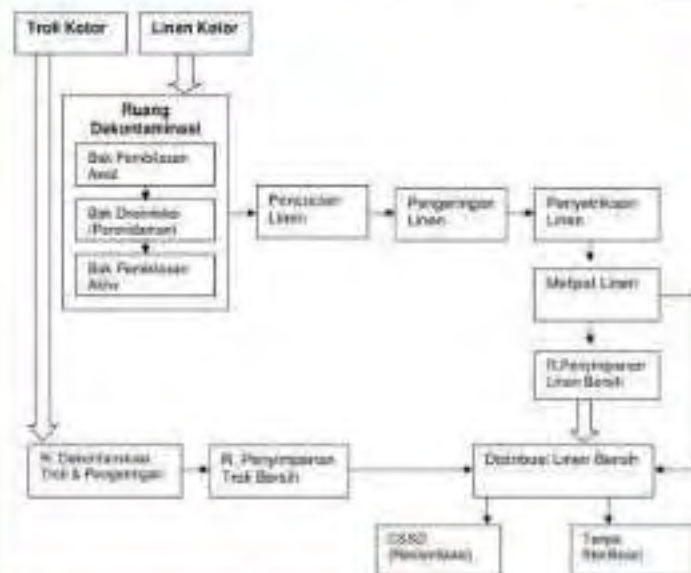 Troli Kotor
Linen Kotor
Ruang
Dekontaminasi
Bak Pembilasan
Awal
Bak Disinfeksi
/Perendaman
Bak Pembilasan
Akhir
Pencucian
Linen
Pengeringan
Linen
Penyetrikaan
Linen
Melipat Linen
R.Penyimpanan
Linen Bersih
R. Dekontaminasi
Troli & Pengeringan
R. Penyimpanan
Troli Bersih
Distribusi Linen Bersih
CSSD
Tanpa
Sterilisasi